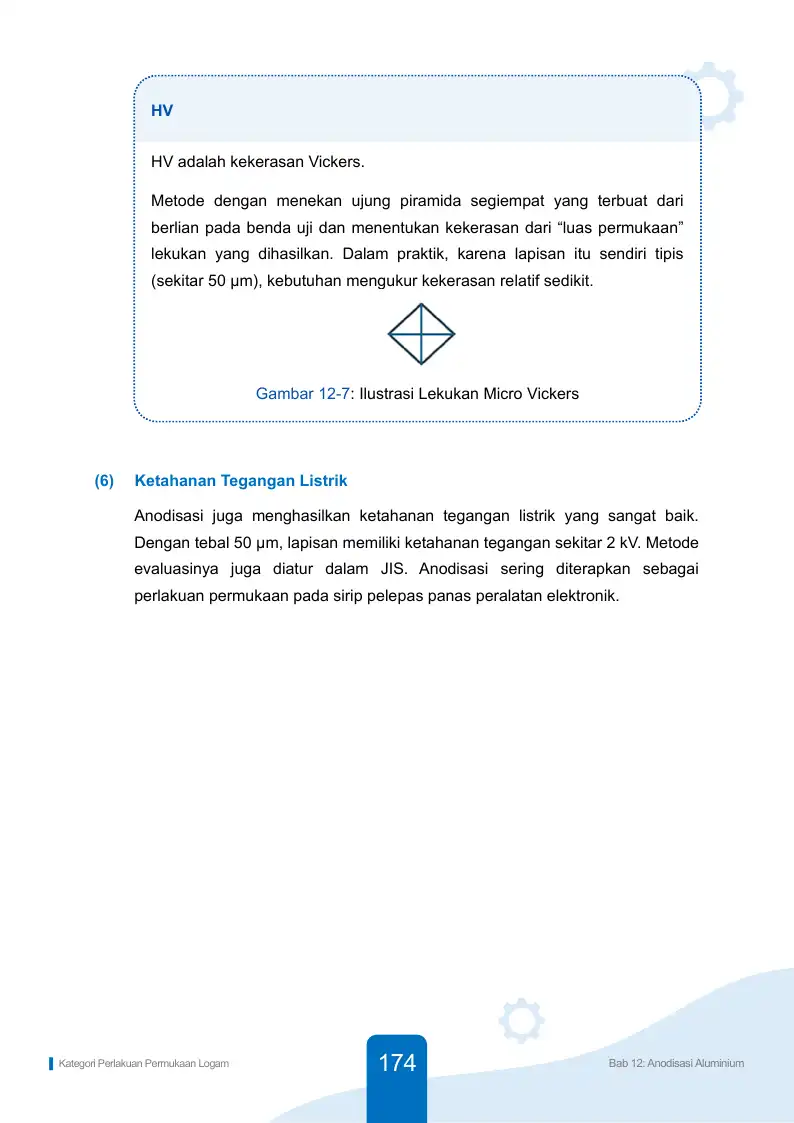 HV
HV adalah kekerasan Vickers.
Metode dengan menekan ujung piramida segiempat yang terbuat dari
berlian pada benda uji dan menentukan kekerasan dari “luas permukaan”
lekukan yang dihasilkan. Dalam praktik, karena lapisan itu sendiri tipis
(sekitar 50 µm), kebutuhan mengukur kekerasan relatif sedikit.
Gambar 12-7: Ilustrasi Lekukan Micro Vickers
(6) Ketahanan Tegangan Listrik
Anodisasi juga menghasilkan ketahanan tegangan listrik yang sangat baik.
Dengan tebal 50 µm, lapisan memiliki ketahanan tegangan sekitar 2 kV. Metode
evaluasinya juga diatur dalam JIS. Anodisasi sering diterapkan sebagai
perlakuan permukaan pada sirip pelepas panas peralatan elektronik.
Kategori Perlakuan Permukaan Logam
174
Bab 12: Anodisasi Aluminium